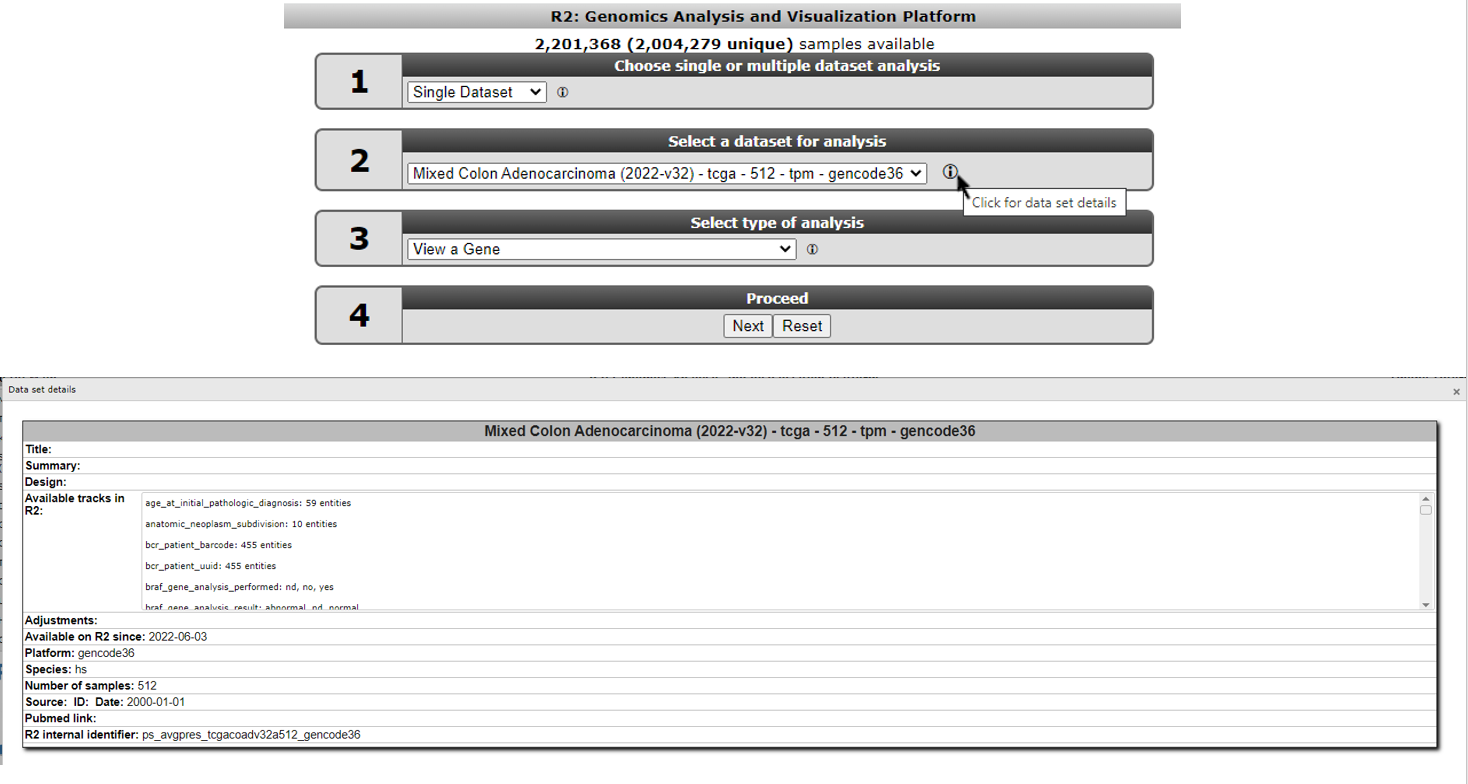 R2: Genomics Analysis and Visualization Platform
2,201,368 (2,004,279 unique) samples available
1
Choose single or multiple dataset analysis
Single Dataset
2
Select a dataset for analysis
Mixed Colon Adenocarcinoma (2022-v32) - tcga - 512 - tpm - gencode36
Click for data set details
3
Select type of analysis
View a Gene
4
Proceed
Next Reset
Data set details
Mixed Colon Adenocarcinoma (2022-v32) - tcga - 512 - tpm - gencode36
Title:
Summary:
Design:
Available tracks in R2:
age_at_initial_pathologic_diagnosis: 59 entities
anatomic_neoplasm_subdivision: 10 entities
bcr_patient_barcode: 455 entities
bcr_patient_uuid: 455 entities
braf_gene_analysis_performed: nd, no, yes
braf_gene_analysis_result: abnormal, nd, normal
Adjustments:
Available on R2 since: 2022-06-03
Platform: gencode36
Species: hs
Number of samples: 512
Source: ID: Date: 2000-01-01
Pubmed link:
R2 internal identifier: ps_avgpres_tcgacoadv32a512_gencode36